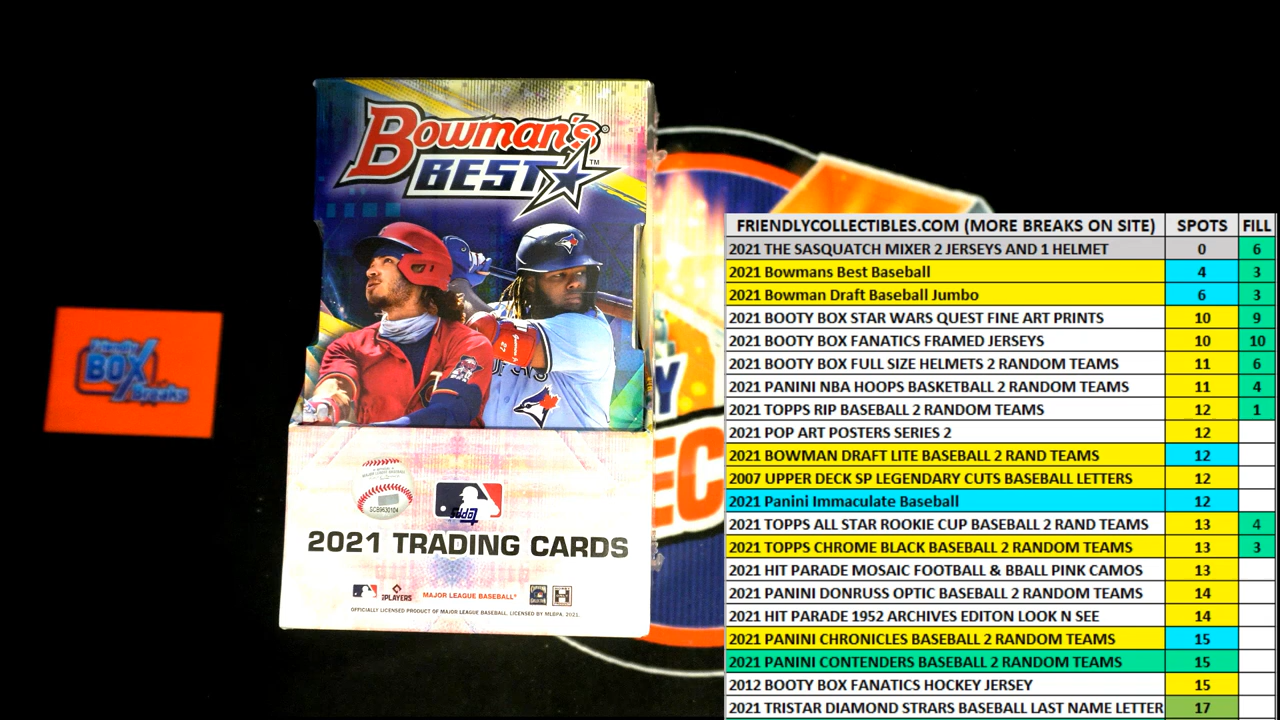 Bowman's®
BEST™
SCB9630104
Topps
2021 TRADING CARDS
PLAYERS
MAJOR LEAGUE BASEBALL®
OFFICIALLY LICENSED PRODUCT OF MAJOR LEAGUE BASEBALL. LICENSED BY MLBPA. 2021.
Friendly
BOX
Breaks
FRIENDLYCOLLECTIBLES.COM (MORE BREAKS ON SITE) SPOTS FILL
2021 THE SASQUATCH MIXER 2 JERSEYS AND 1 HELMET 0 6
2021 Bowmans Best Baseball 4 3
2021 Bowman Draft Baseball Jumbo 6 3
2021 BOOTY BOX STAR WARS QUEST FINE ART PRINTS 10 9
2021 BOOTY BOX FANATICS FRAMED JERSEYS 10 10
2021 BOOTY BOX FULL SIZE HELMETS 2 RANDOM TEAMS 11 6
2021 PANINI NBA HOOPS BASKETBALL 2 RANDOM TEAMS 11 4
2021 TOPPS RIP BASEBALL 2 RANDOM TEAMS 12 1
2021 POP ART POSTERS SERIES 2 12
2021 BOWMAN DRAFT LITE BASEBALL 2 RAND TEAMS 12
2007 UPPER DECK SP LEGENDARY CUTS BASEBALL LETTERS 12
2021 Panini Immaculate Baseball 12
2021 TOPPS ALL STAR ROOKIE CUP BASEBALL 2 RAND TEAMS 13 4
2021 TOPPS CHROME BLACK BASEBALL 2 RANDOM TEAMS 13 3
2021 HIT PARADE MOSAIC FOOTBALL & BBALL PINK CAMOS 13
2021 PANINI DONRUSS OPTIC BASEBALL 2 RANDOM TEAMS 14
2021 HIT PARADE 1952 ARCHIVES EDITON LOOK N SEE 14
2021 PANINI CHRONICLES BASEBALL 2 RANDOM TEAMS 15
2021 PANINI CONTENDERS BASEBALL 2 RANDOM TEAMS 15
2012 BOOTY BOX FANATICS HOCKEY JERSEY 15
2021 TRISTAR DIAMOND STRARS BASEBALL LAST NAME LETTER 17